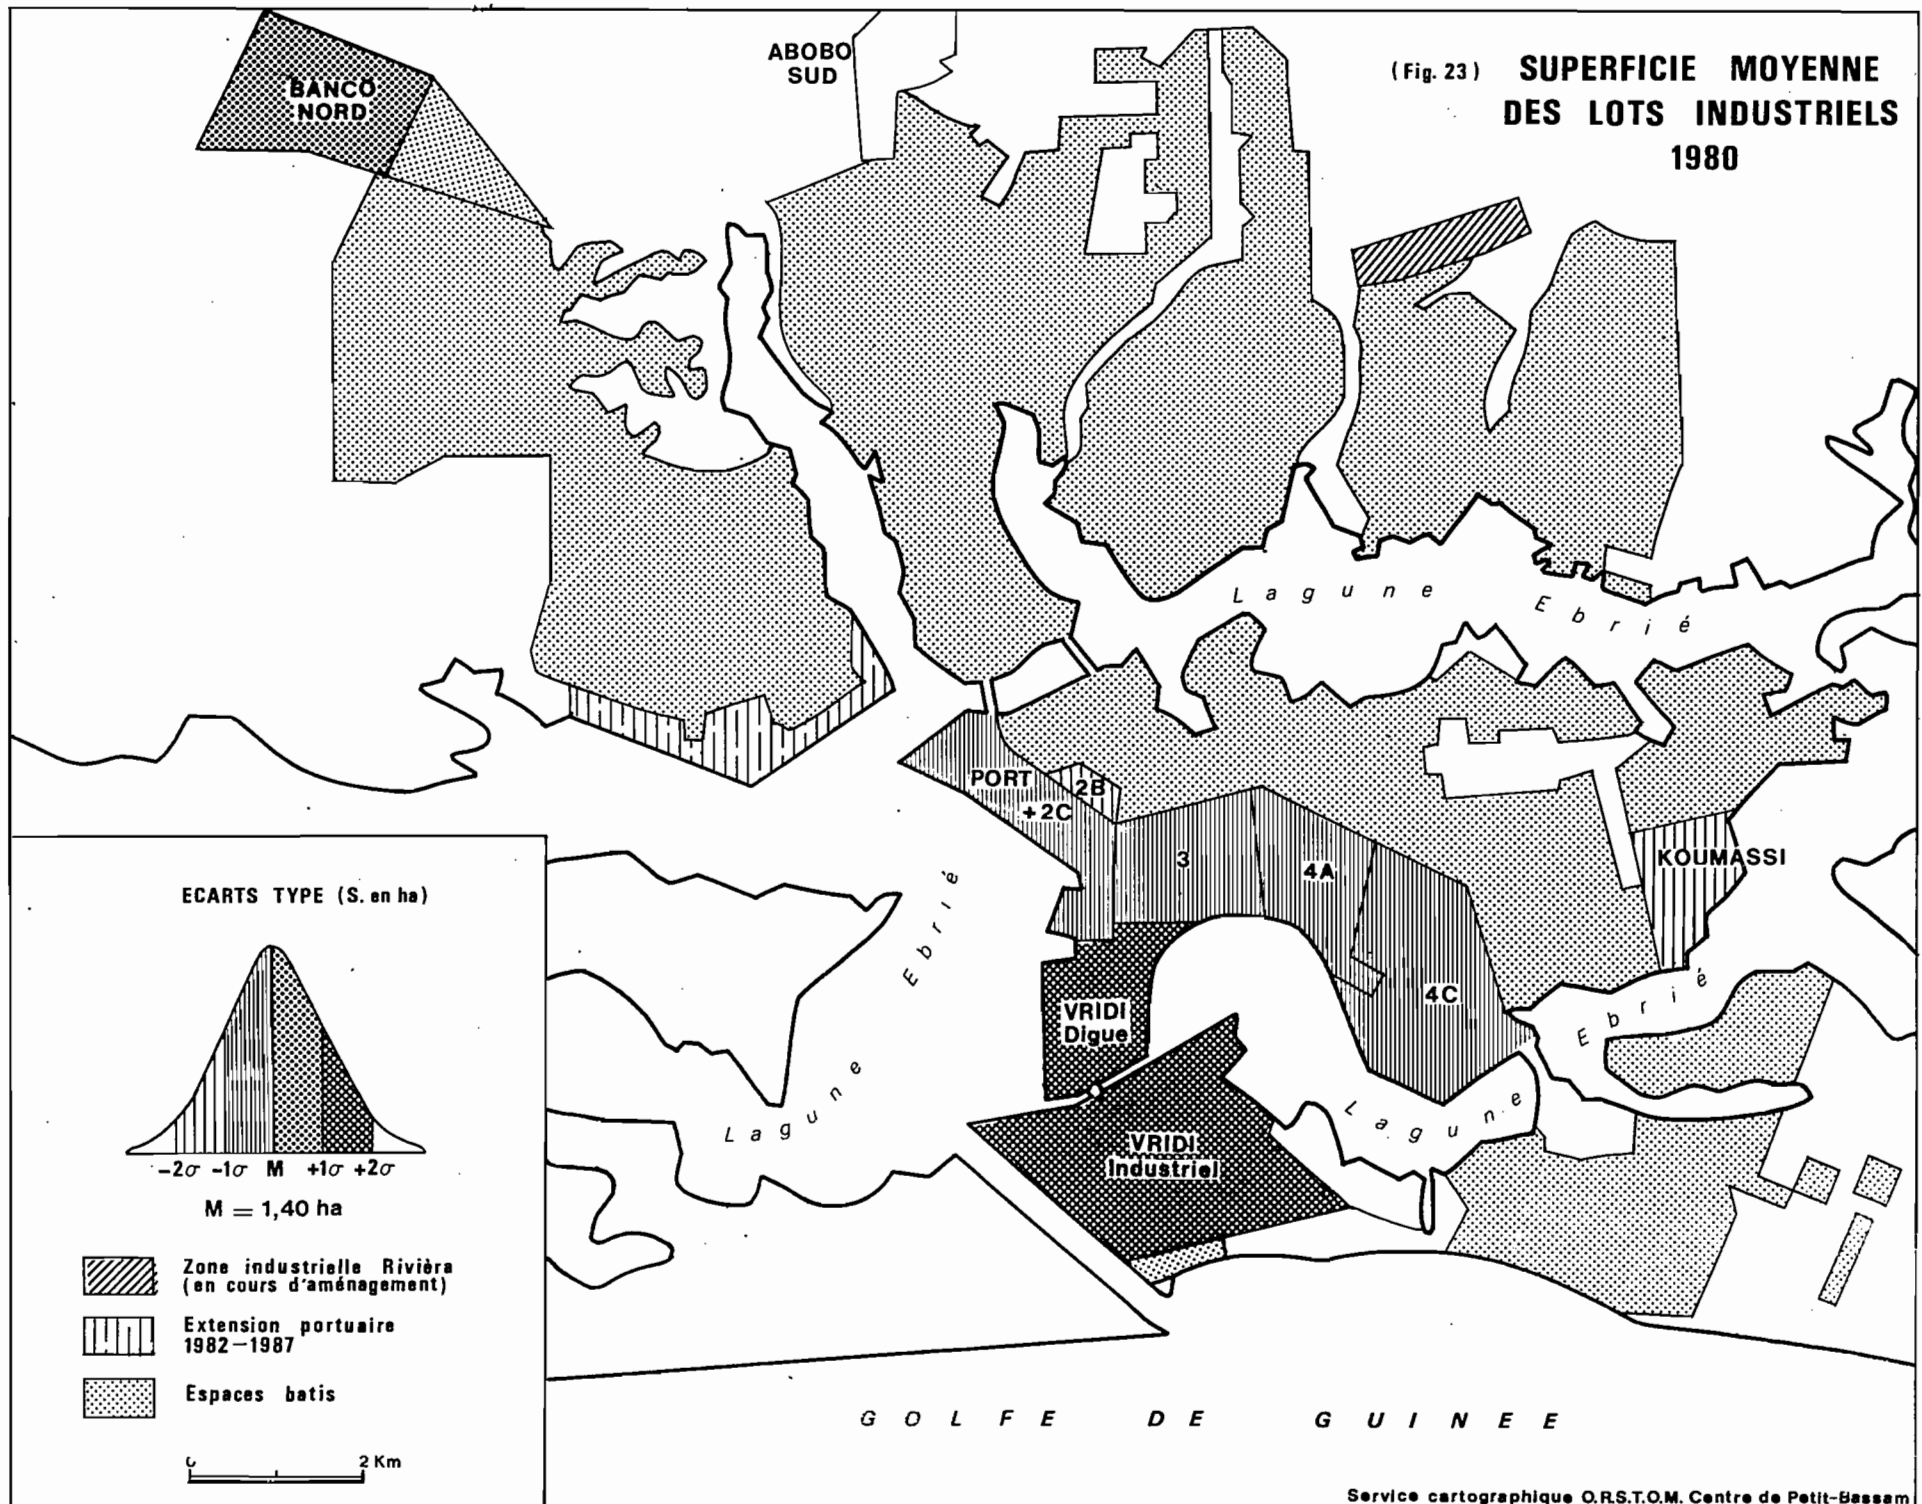 (Fig. 23) SUPERFICIE MOYENNE
DES LOTS INDUSTRIELS
1980
BANCO
NORD
ABOBO
SUD
Lagune Ebrié
PORT
+2C
2B
3
4A
4C
KOUMASSI
VRIDI
Digue
VRIDI
Industriel
Lagune Ebrié
Lagune Ebrié
ECARTS TYPE (S. en ha)
-2σ -1σ M +1σ +2σ
M = 1,40 ha
Zone industrielle Rivièra
(en cours d'aménagement)
Extension portuaire
1982-1987
Espaces batis
0 2 Km
GOLFE DE GUINEE
Service cartographique O.R.S.T.O.M. Centre de Petit-Bassam